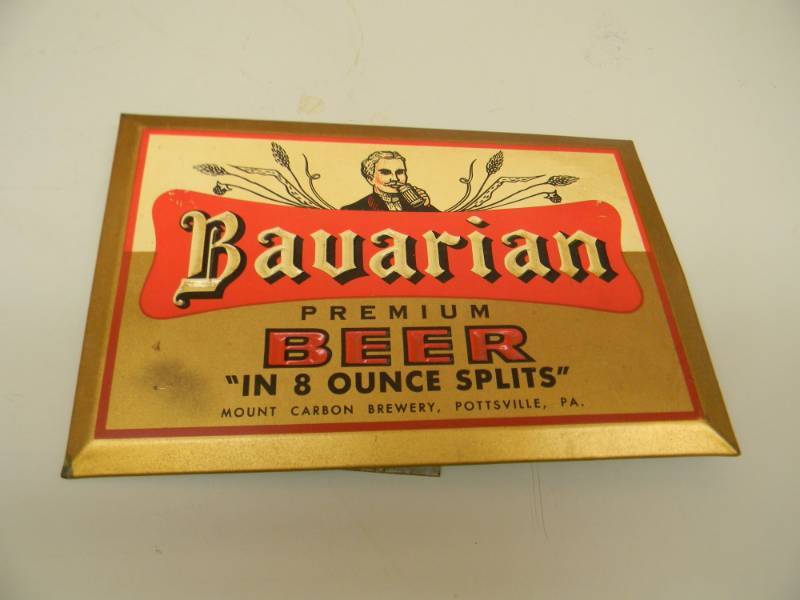 Bavarian
PREMIUM
BEER
"IN 8 OUNCE SPLITS"
MOUNT CARBON BREWERY, POTTSVILLE, PA.